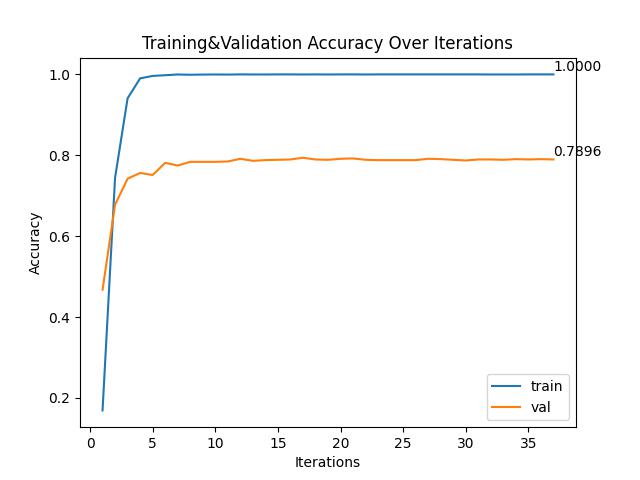 Training&Validation Accuracy Over Iterations
1.0000
0.7896
1.0
0.8
0.6
0.4
0.2
Accuracy
0 5 10 15 20 25 30 35
Iterations
train
val